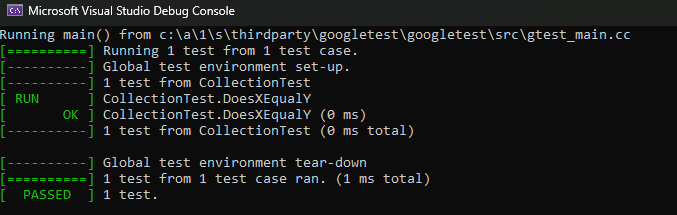 Microsoft Visual Studio Debug Console
Running main() from c:\a\1\s\thirdparty\googletest\googletest\src\gtest_main.cc
[==========] Running 1 test from 1 test case.
[----------] Global test environment set-up.
[----------] 1 test from CollectionTest
[ RUN      ] CollectionTest.DoesXEqualY
[       OK ] CollectionTest.DoesXEqualY (0 ms)
[----------] 1 test from CollectionTest (0 ms total)

[----------] Global test environment tear-down
[==========] 1 test from 1 test case ran. (1 ms total)
[  PASSED  ] 1 test.